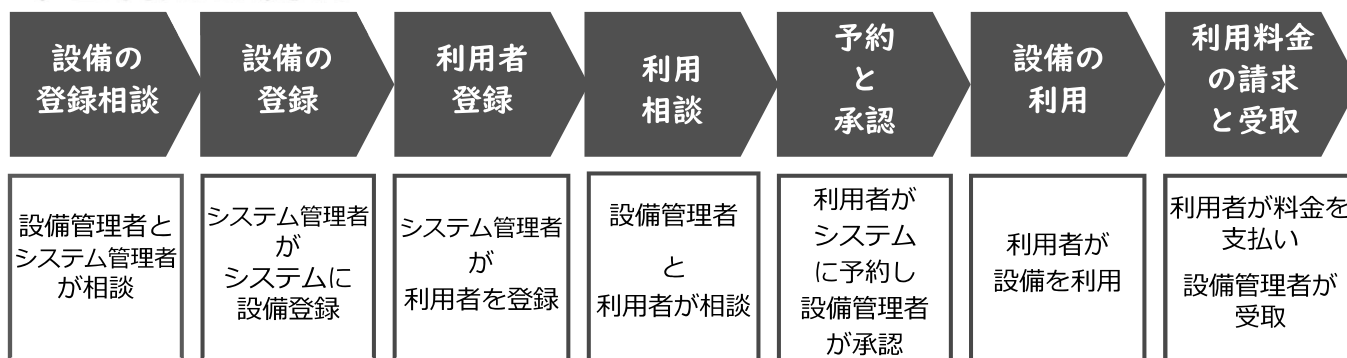 設備の
登録相談
設備の
登録
利用者
登録
利用
相談
予約
と
承認
設備の
利用
利用料金
の請求
と受取
設備管理者と
システム管理者
が相談
システム管理者
が
システムに
設備登録
システム管理者
が
利用者を登録
設備管理者
と
利用者が相談
利用者が
システム
に予約し
設備管理者
が承認
利用者が
設備を利用
利用者が料金を
支払い
設備管理者が
受取